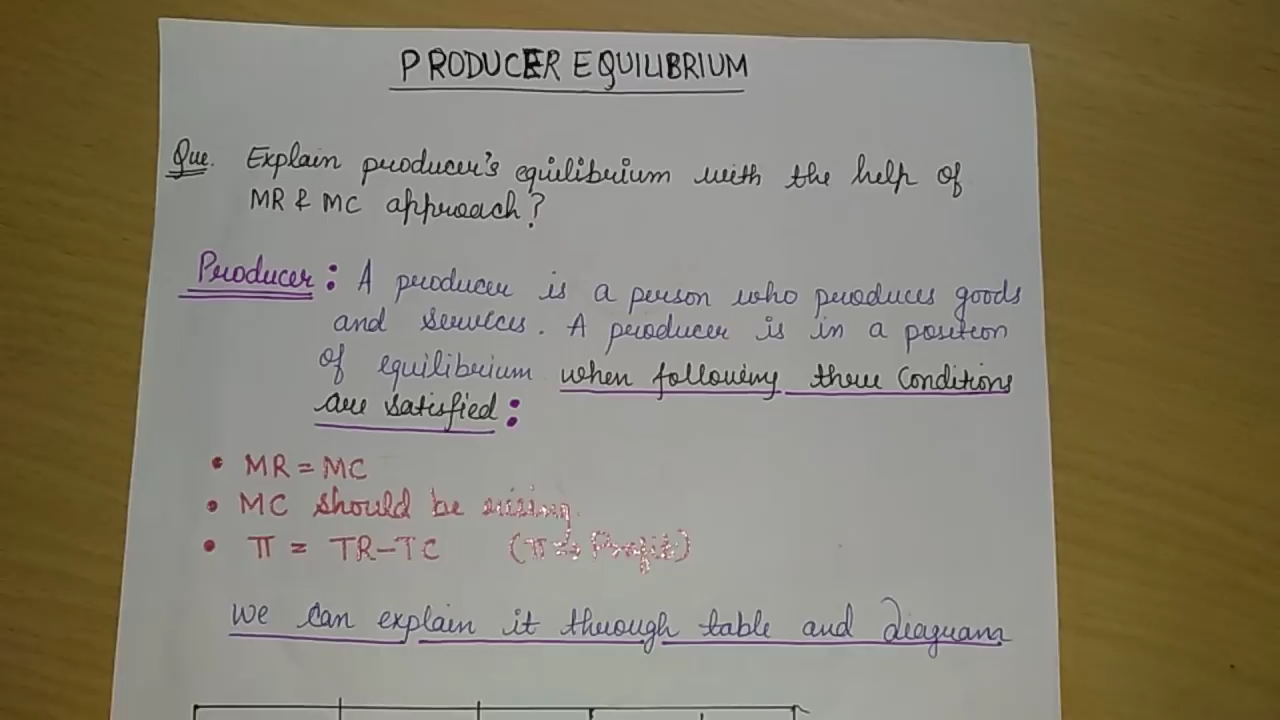 PRODUCER EQUILIBRIUM
Que. Explain producer's equilibrium with the help of
MR & MC approach?
Producer: A producer is a person who produces goods
and services. A producer is in a position
of equilibrium when following three conditions
are satisfied:
• MR = MC
• MC should be rising.
• π = TR-TC (π ⇒ Profit)
We can explain it through table and diagram